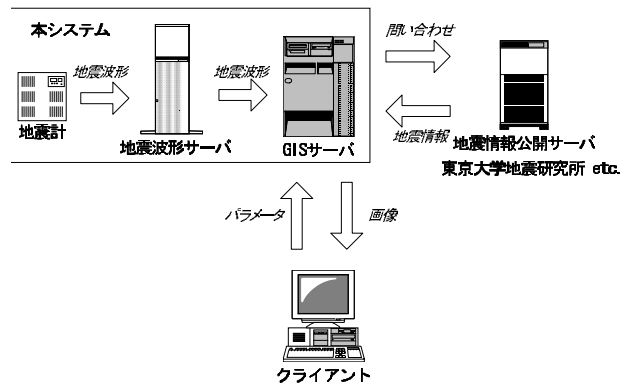 本システム
地震波形
地震波形
問い合わせ
地震計
地震波形サーバ
GISサーバ
地震情報
地震情報公開サーバ
東京大学地震研究所 etc.
パラメータ
画像
クライアント